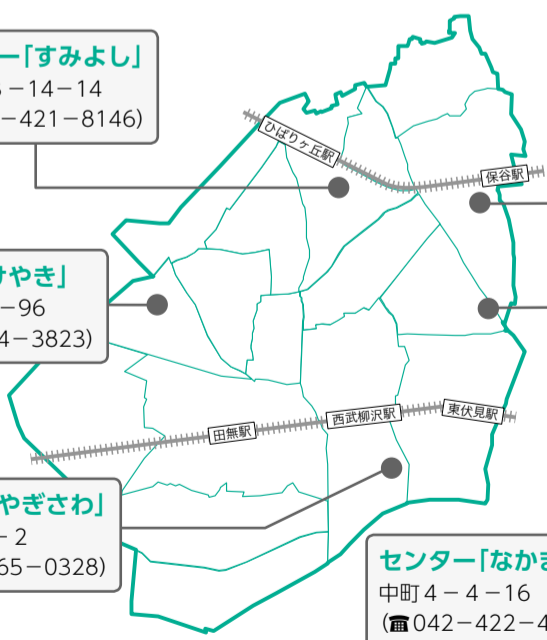 ー「すみよし」
－14－14
－421－8146)
ひばりヶ丘駅
保谷駅
やき」
－96
4－3823)
田無駅
西武柳沢駅
東伏見駅
やぎさわ」
－2
65－0328)
センター「なかま
中町４－４－16
(☎042－422－4